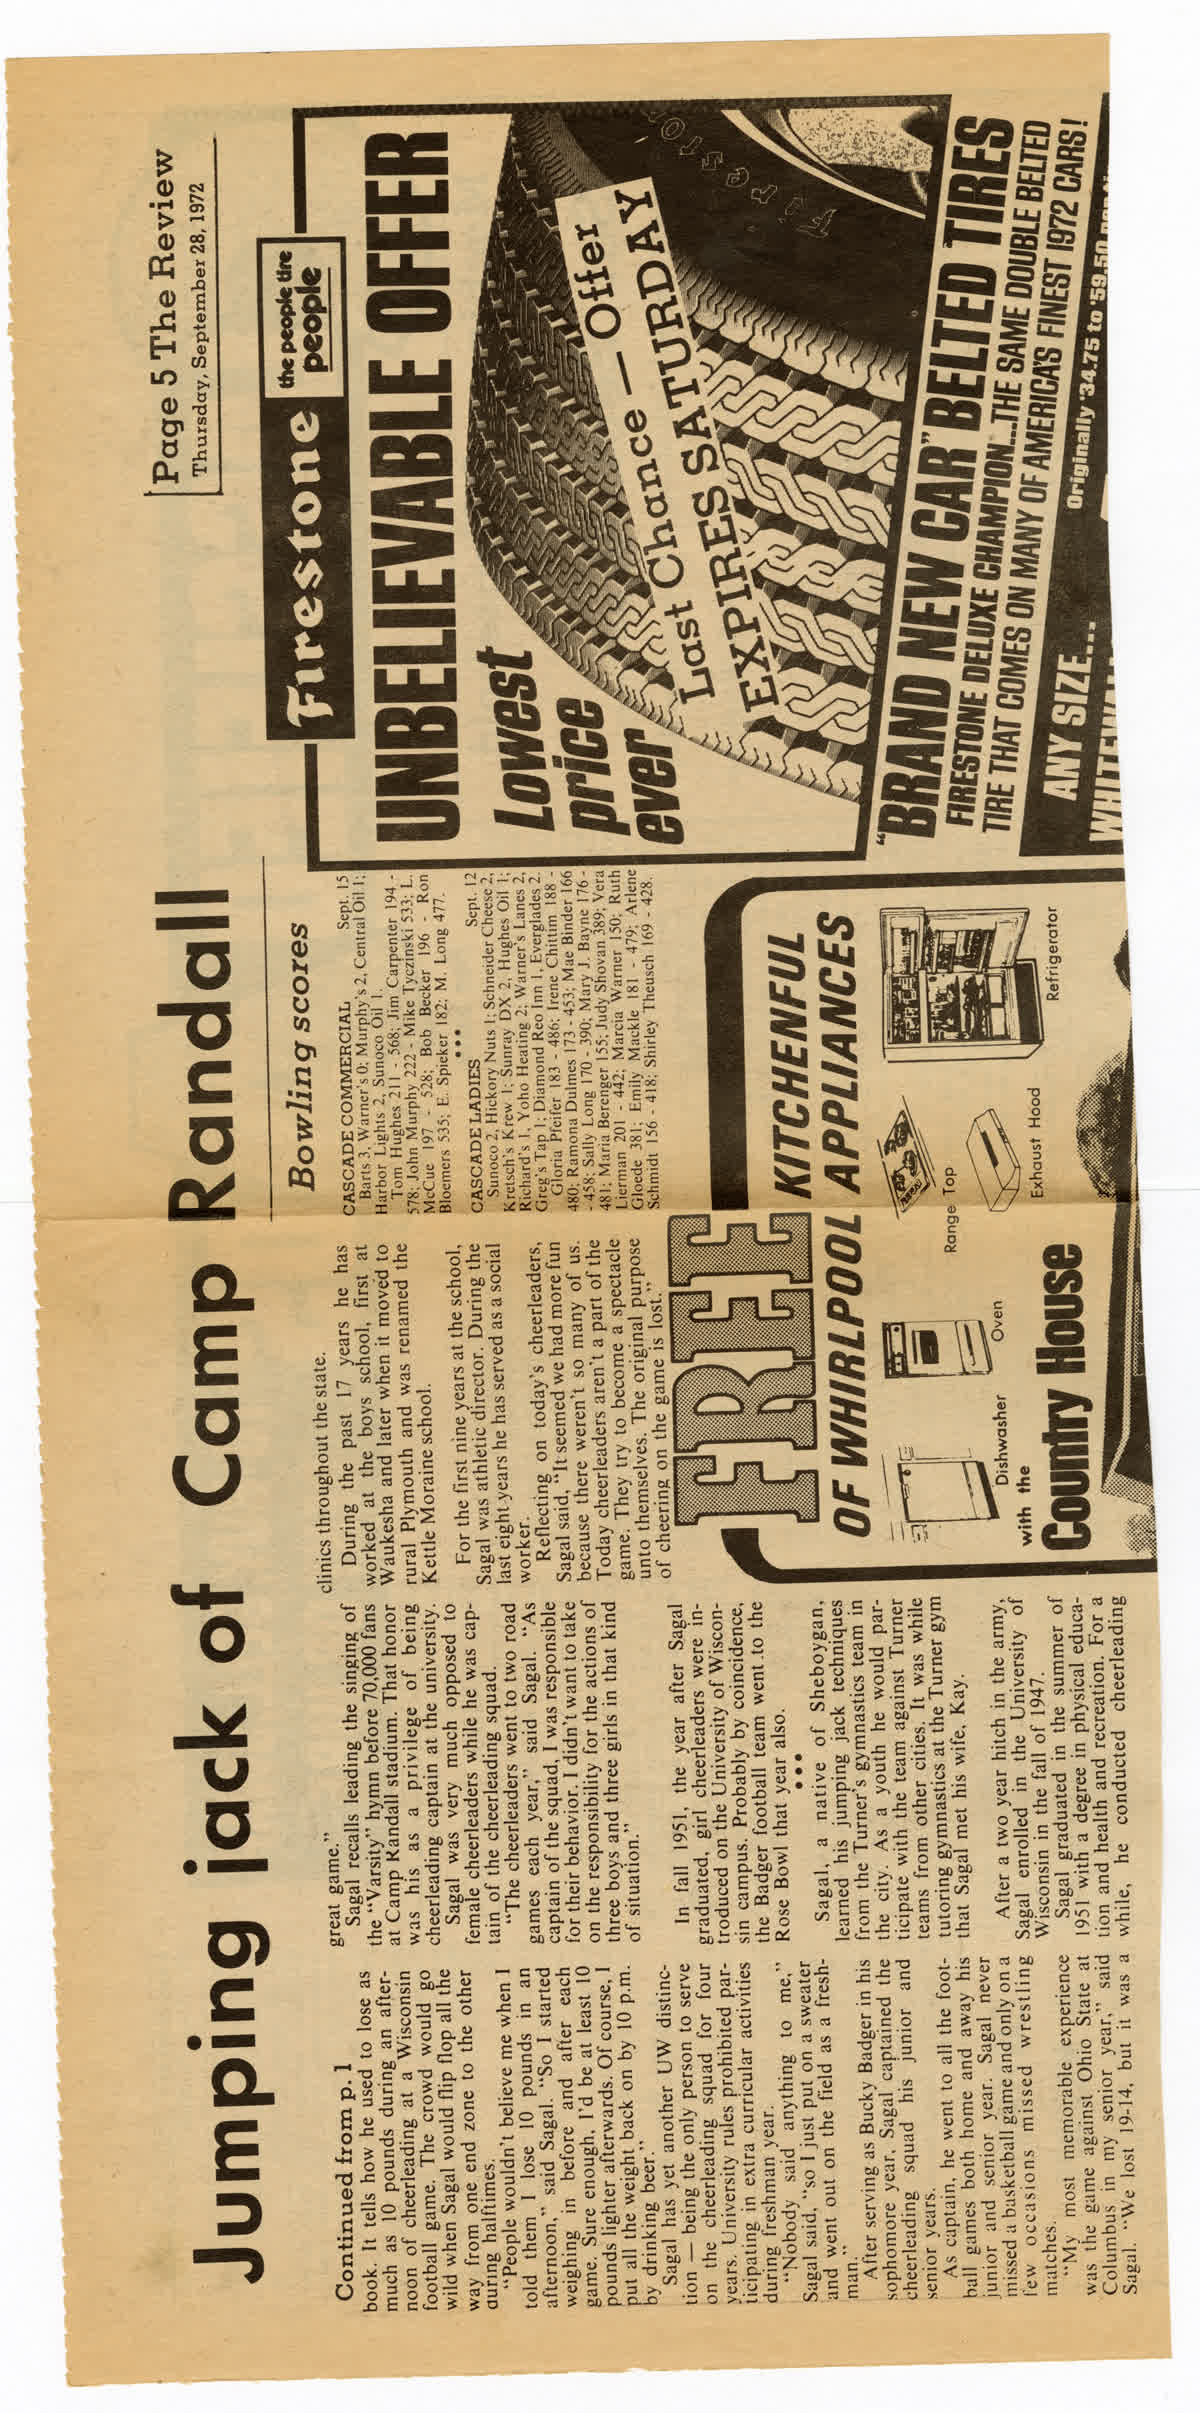 Page 5 The Review
Thursday, September 28, 1972
Jumping jack of Camp Randall
Continued from p. 1
book. It tells how he used to lose as
much as 10 pounds during an after-
noon of cheerleading at a Wisconsin
football game. The crowd would go
wild when Sagal would flip flop all the
way from one end zone to the other
during halftimes.
"People wouldn't believe me when I
told them I lose 10 pounds in an
afternoon," said Sagal. "So I started
weighing in before and after each
game. Sure enough, I'd be at least 10
pounds lighter afterwards. Of course, I
put all the weight back on by 10 p.m.
by drinking beer."
Sagal has yet another UW distinc-
tion — being the only person to serve
on the cheerleading squad for four
years. University rules prohibited par-
ticipating in extra curricular activities
during freshman year.
"Nobody said anything to me,"
Sagal said, "so I just put on a sweater
and went out on the field as a fresh-
man."
After serving as Bucky Badger in his
sophomore year, Sagal captained the
cheerleading squad his junior and
senior years.
As captain, he went to all the foot-
ball games both home and away his
junior and senior year. Sagal never
missed a basketball game and only on a
few occasions missed wrestling
matches.
"My most memorable experience
was the game against Ohio State at
Columbus in my senior year," said
Sagal. "We lost 19-14, but it was a
great game."
Sagal recalls leading the singing of
the "Varsity" hymn before 70,000 fans
at Camp Randall stadium. That honor
was his as a privilege of being
cheerleading captain at the university.
Sagal was very much opposed to
female cheerleaders while he was cap-
tain of the cheerleading squad.
"The cheerleaders went to two road
games each year," said Sagal. "As
captain of the squad, I was responsible
for their behavior. I didn't want to take
on the responsibility for the actions of
three boys and three girls in that kind
of situation."
In fall 1951, the year after Sagal
graduated, girl cheerleaders were in-
troduced on the University of Wiscon-
sin campus. Probably by coincidence,
the Badger football team went to the
Rose Bowl that year also.
••••
Sagal, a native of Sheboygan,
learned his jumping jack techniques
from the Turner's gymnastics team in
the city. As a youth he would par-
ticipate with the team against Turner
teams from other cities. It was while
tutoring gymnastics at the Turner gym
that Sagal met his wife, Kay.
After a two year hitch in the army,
Sagal enrolled in the University of
Wisconsin in the fall of 1947.
Sagal graduated in the summer of
1951 with a degree in physical educa-
tion and health and recreation. For a
while, he conducted cheerleading
clinics throughout the state.
During the past 17 years he has
worked at the boys school, first at
Waukesha and later when it moved to
rural Plymouth and was renamed the
Kettle Moraine school.
For the first nine years at the school,
Sagal was athletic director. During the
last eight years he has served as a social
worker.
Reflecting on today's cheerleaders,
Sagal said, "It seemed we had more fun
because there weren't so many of us.
Today cheerleaders aren't a part of the
game. They try to become a spectacle
unto themselves. The original purpose
of cheering on the game is lost."
Bowling scores
CASCADE COMMERCIAL Sept. 15
Barts 3, Warner's 0; Murphy's 2, Central Oil 1;
Harbor Lights 2, Sunoco Oil 1.
Tom Hughes 211 - 568; Jim Carpenter 194 -
578; John Murphy 222 - Mike Tyczinski 533; L.
McCue 197 - 528; Bob Becker 196 - Ron
Bloemers 535; E. Spieker 182; M. Long 477.
•••
CASCADE LADIES Sept. 12
Sunoco 2, Hickory Nuts 1; Schneider Cheese 2,
Kretsch's Krew 1; Sunray DX 2, Hughes Oil 1;
Richard's 1, Yoho Heating 2; Warner's Lanes 2,
Greg's Tap 1; Diamond Reo Inn 1, Everglades 2.
Gloria Pfeifer 183 - 486; Irene Chittim 188 -
480; Ramona Dulmes 173 - 453; Mae Binder 166
- 458; Sally Long 170 - 390; Mary J. Bayne 176 -
481; Maria Berenger 155; Judy Shovan 389; Vera
Lierman 201 - 442; Marcia Warner 150; Ruth
Gloede 381; Emily Mackle 181 - 479; Arlene
Schmidt 156 - 418; Shirley Theusch 169 - 428.
FREE KITCHENFUL
OF WHIRLPOOL APPLIANCES
Dishwasher
Oven
Range Top
Exhaust Hood
Refrigerator
with the
Country House
Firestone
the people tire
people
UNBELIEVABLE OFFER
Lowest
price
ever
Firestone
Last Chance — Offer
EXPIRES SATURDAY
"BRAND NEW CAR" BELTED TIRES
FIRESTONE DELUXE CHAMPION...THE SAME DOUBLE BELTED
TIRE THAT COMES ON MANY OF AMERICA'S FINEST 1972 CARS!
ANY SIZE...
Originally $34.75 to $59.50